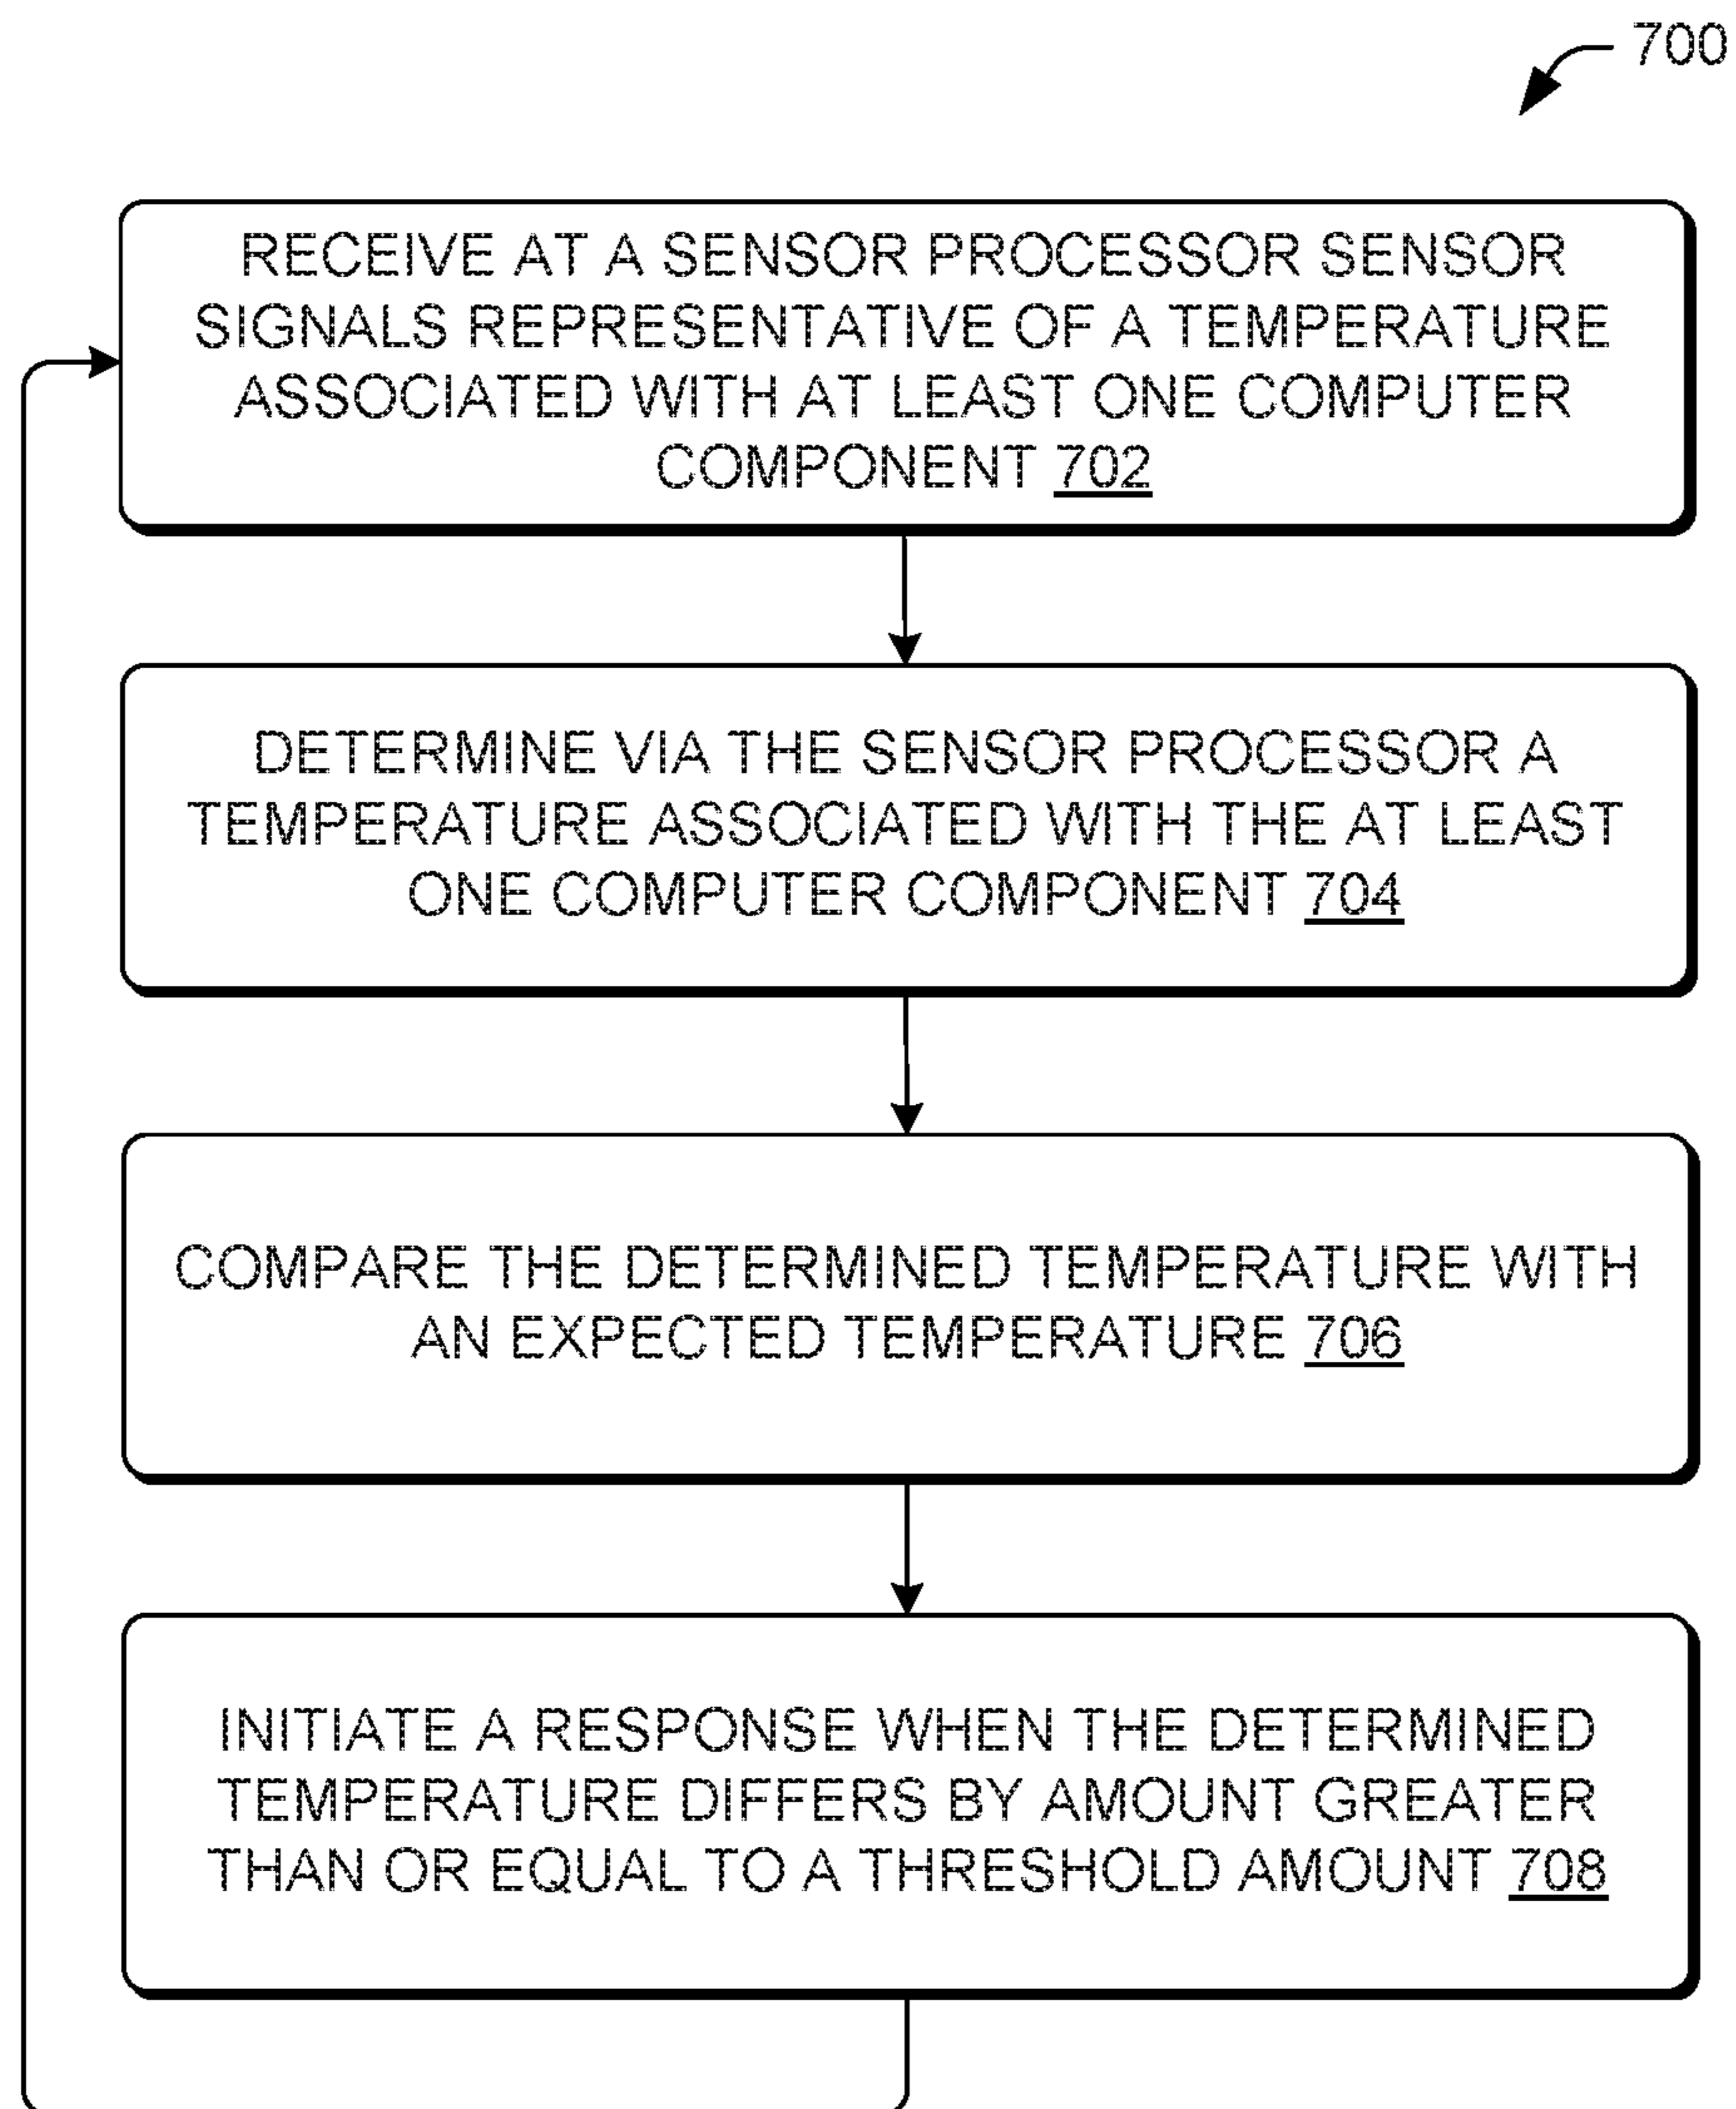 700
RECEIVE AT A SENSOR PROCESSOR SENSOR
SIGNALS REPRESENTATIVE OF A TEMPERATURE
ASSOCIATED WITH AT LEAST ONE COMPUTER
COMPONENT 702
DETERMINE VIA THE SENSOR PROCESSOR A
TEMPERATURE ASSOCIATED WITH THE AT LEAST
ONE COMPUTER COMPONENT 704
COMPARE THE DETERMINED TEMPERATURE WITH
AN EXPECTED TEMPERATURE 706
INITIATE A RESPONSE WHEN THE DETERMINED
TEMPERATURE DIFFERS BY AMOUNT GREATER
THAN OR EQUAL TO A THRESHOLD AMOUNT 708